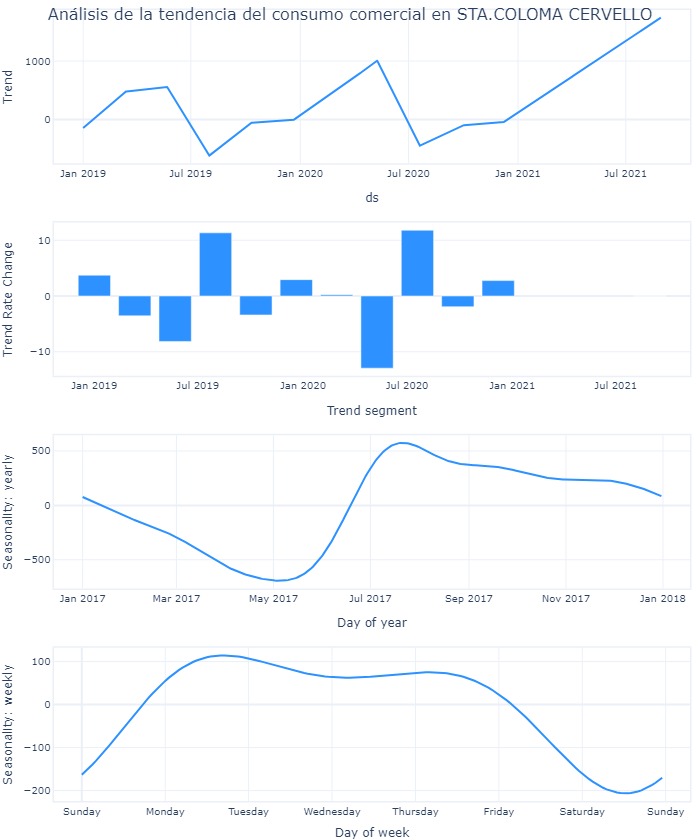 Análisis de la tendencia del consumo comercial en STA.COLOMA CERVELLO
Trend
1000
0
Jan 2019 Jul 2019 Jan 2020 Jul 2020 Jan 2021 Jul 2021
ds
Trend Rate Change
10
0
−10
Jan 2019 Jul 2019 Jan 2020 Jul 2020 Jan 2021 Jul 2021
Trend segment
Seasonality: yearly
500
0
−500
Jan 2017 Mar 2017 May 2017 Jul 2017 Sep 2017 Nov 2017 Jan 2018
Day of year
Seasonality: weekly
100
0
−100
−200
Sunday Monday Tuesday Wednesday Thursday Friday Saturday Sunday
Day of week